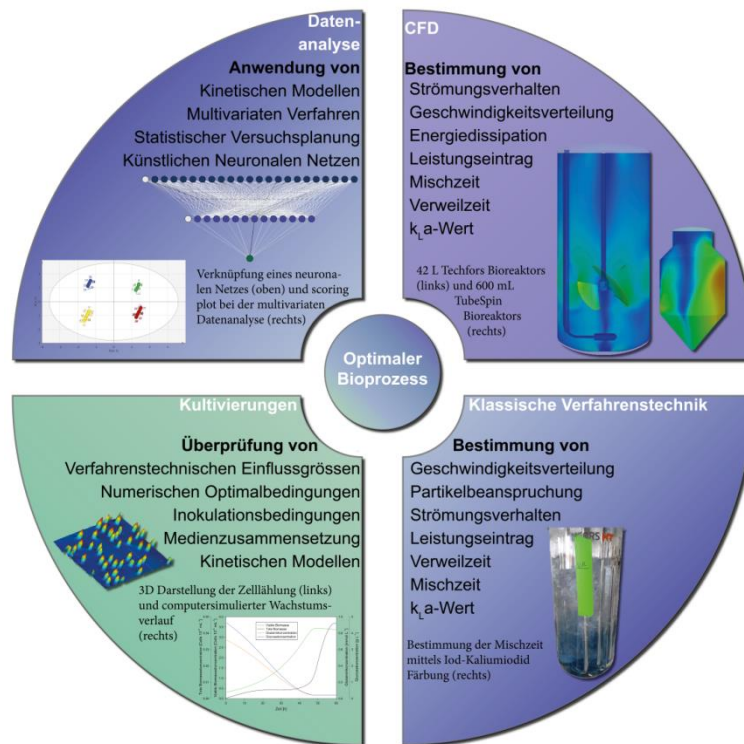 Daten-
analyse
Anwendung von
Kinetischen Modellen
Multivariaten Verfahren
Statistischer Versuchsplanung
Künstlichen Neuronalen Netzen
Verknüpfung eines neurona-
len Netzes (oben) und scoring
plot bei der multivariaten
Datenanalyse (rechts)
CFD
Bestimmung von
Strömungsverhalten
Geschwindigkeitsverteilung
Energiedissipation
Leistungseintrag
Mischzeit
Verweilzeit
kLa-Wert
42 L Techfors Bioreaktors
(links) und 600 mL
TubeSpin
Bioreaktors
(rechts)
Optimaler
Bioprozess
Kultivierungen
Überprüfung von
Verfahrenstechnischen Einflussgrössen
Numerischen Optimalbedingungen
Inokulationsbedingungen
Medienzusammensetzung
Kinetischen Modellen
3D Darstellung der Zelllählung (links)
und computersimulierter Wachstums-
verlauf
(rechts)
Klassische Verfahrenstechnik
Bestimmung von
Geschwindigkeitsverteilung
Partikelbeanspruchung
Strömungsverhalten
Leistungseintrag
Verweilzeit
Mischzeit
kLa-Wert
Bestimmung der Mischzeit
mittels Iod-Kaliumiodid
Färbung (rechts)